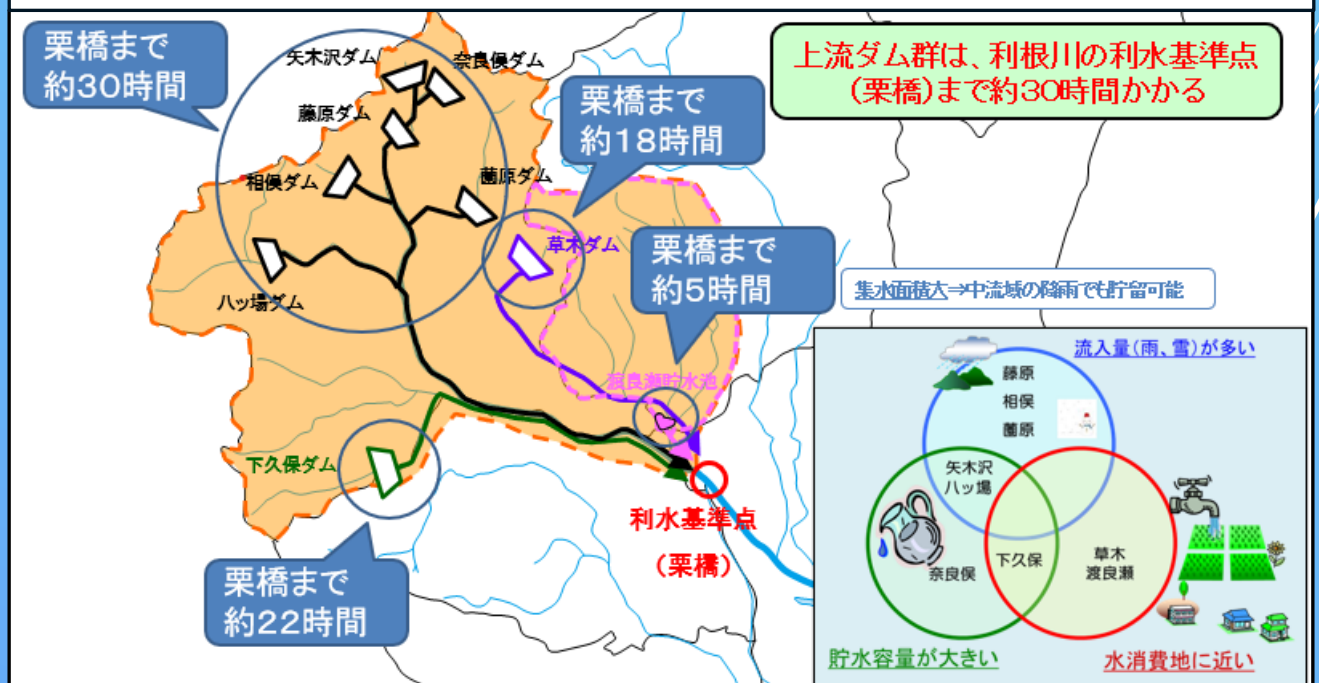 栗橋まで
約30時間
矢木沢ダム
奈良俣ダム
藤原ダム
相俣ダム
薗原ダム
八ッ場ダム
栗橋まで
約18時間
草木ダム
栗橋まで
約5時間
渡良瀬貯水池
下久保ダム
栗橋まで
約22時間
利水基準点
(栗橋)
上流ダム群は、利根川の利水基準点
(栗橋)まで約30時間かかる
集水面積大⇒中流域の降雨でも貯留可能
流入量(雨、雪)が多い
藤原
相俣
薗原
矢木沢
八ッ場
奈良俣
下久保
草木
渡良瀬
貯水容量が大きい
水消費地に近い